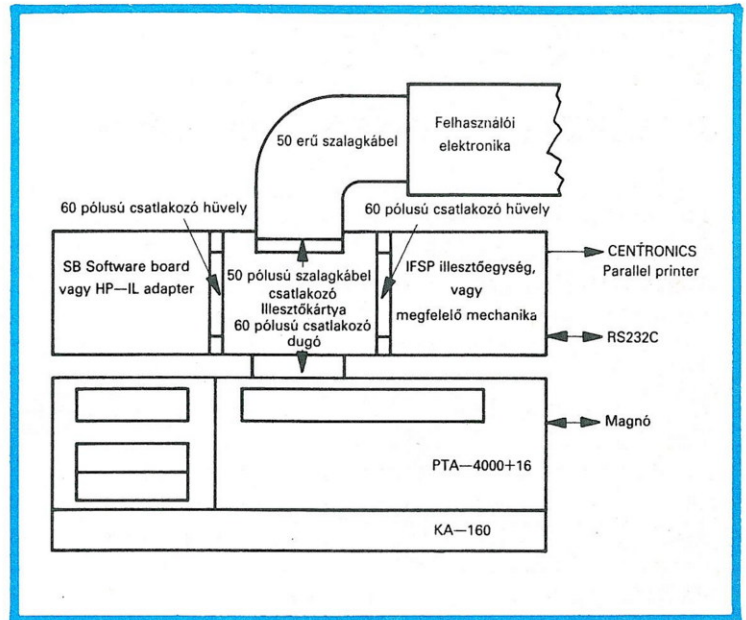 50 erű szalagkábel
Felhasználói
elektronika
60 pólusú csatlakozó hüvely
60 pólusú csatlakozó hüvely
SB Software board
vagy HP—IL adapter
50 pólusú szalagkábel
csatlakozó
Illesztőkártya
60 pólusú csatlakozó
dugó
IFSP illesztőegység,
vagy
megfelelő mechanika
CENTRONICS
Parallel printer
RS232C
Magnó
PTA—4000+16
KA—160